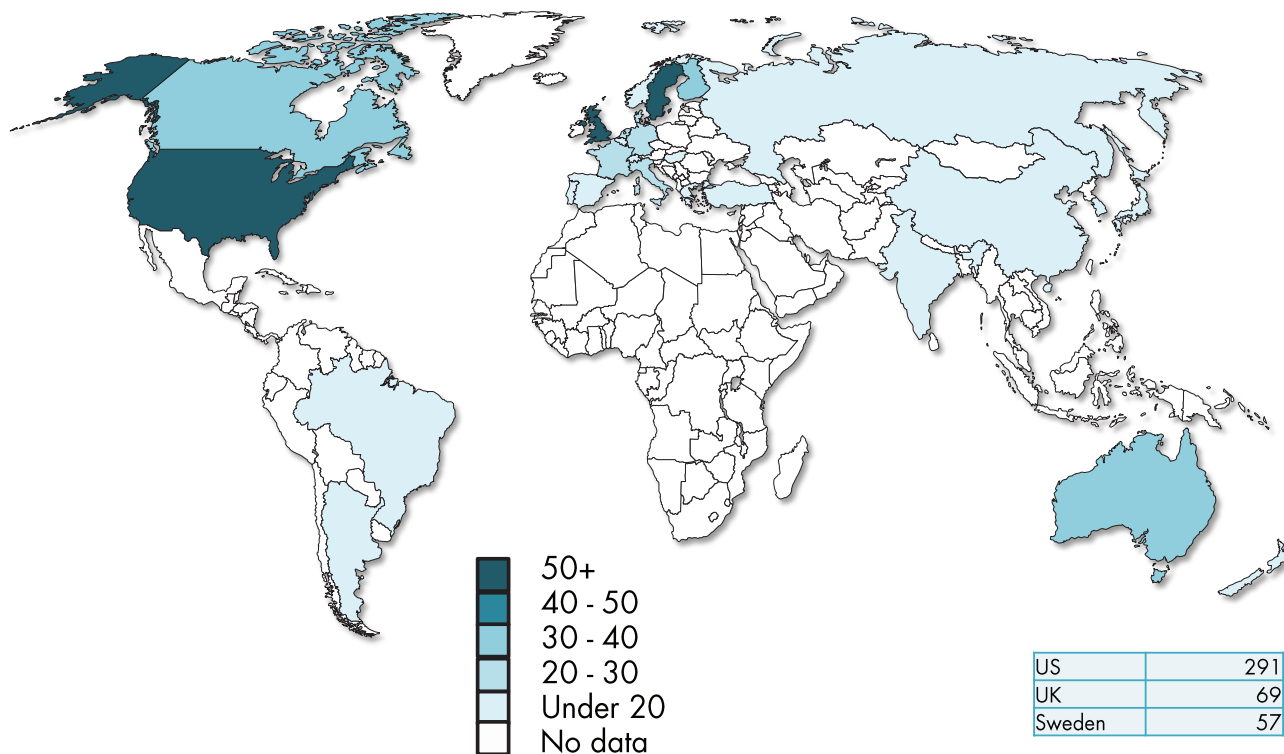 50+
40 - 50
30 - 40
20 - 30
Under 20
No data
US 291
UK 69
Sweden 57